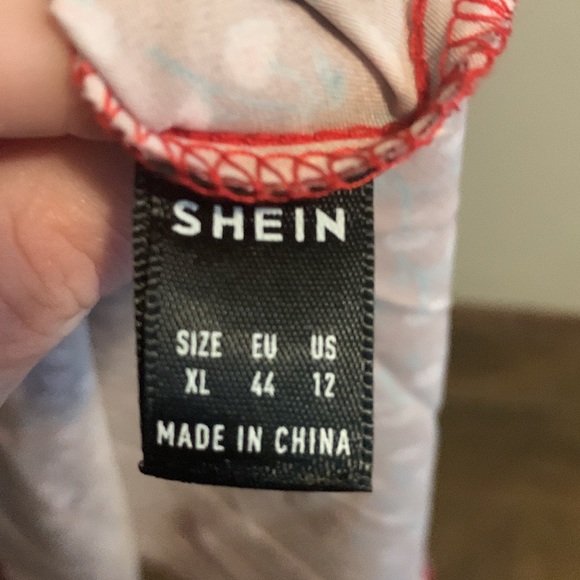 SHEIN
SIZE EU US
XL 44 12
MADE IN CHINA